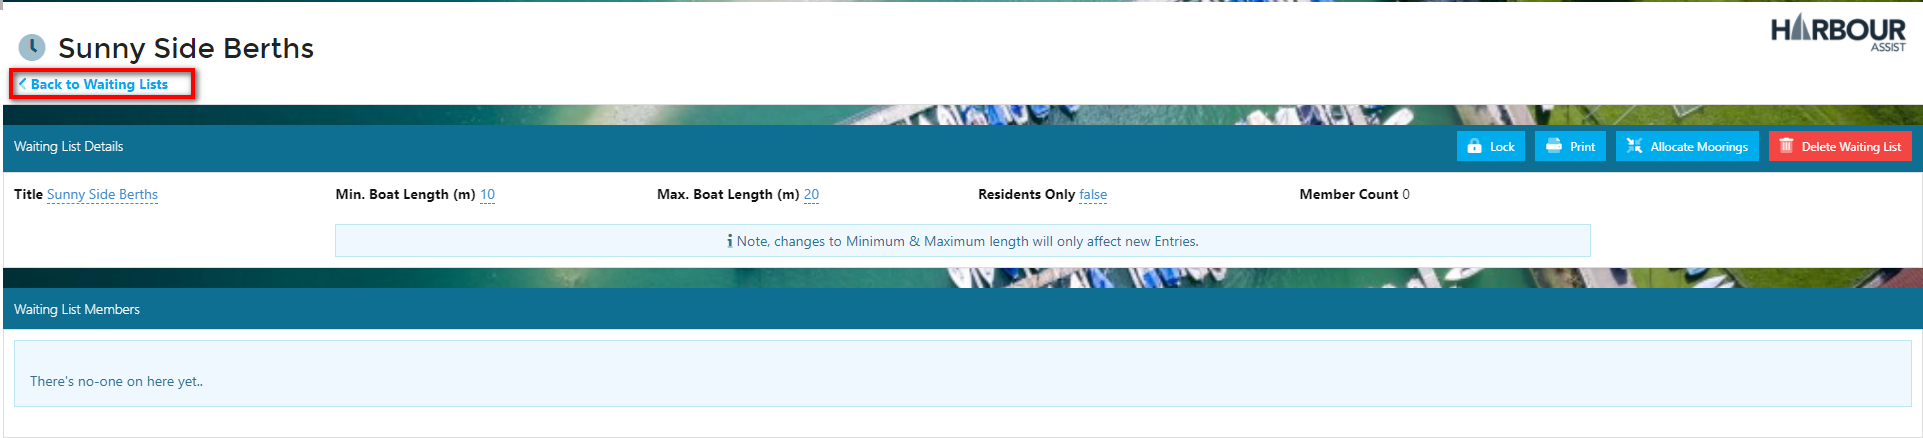 Sunny Side Berths
HARBOUR
ASSIST
Back to Waiting Lists
Waiting List Details
Lock
Print
Allocate Moorings
Delete Waiting List
Title Sunny Side Berths
Min. Boat Length (m) 10
Max. Boat Length (m) 20
Residents Only false
Member Count 0
Note, changes to Minimum & Maximum length will only affect new Entries.
Waiting List Members
There's no-one on here yet..